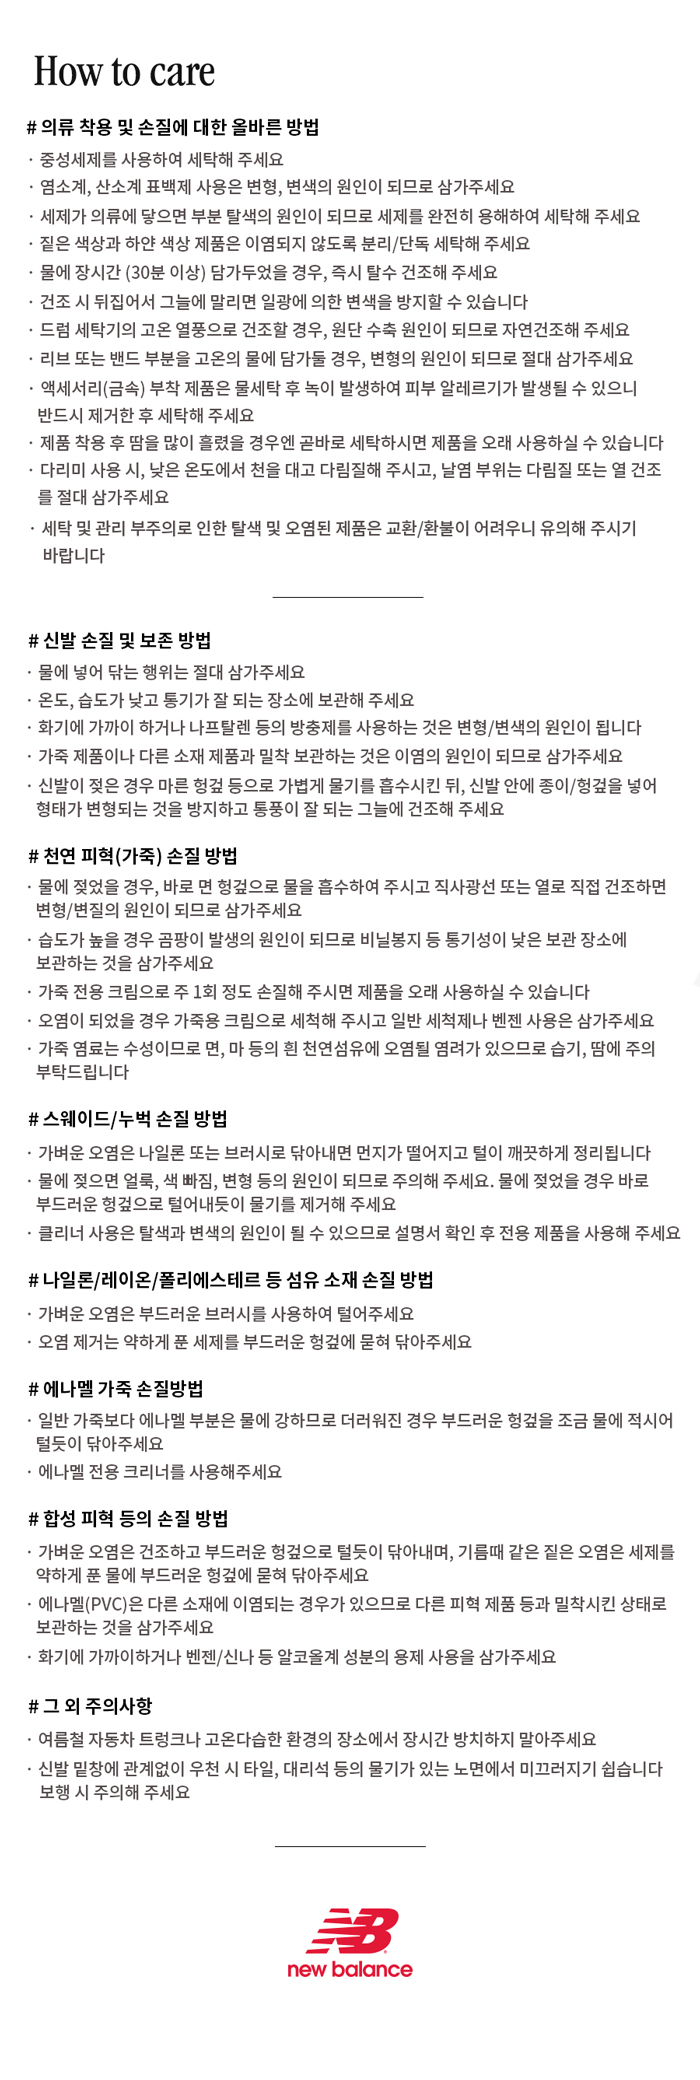 How to care
# 의류 착용 및 손질에 대한 올바른 방법
· 중성세제를 사용하여 세탁해 주세요
· 염소계, 산소계 표백제 사용은 변형, 변색의 원인이 되므로 삼가주세요
· 세제가 의류에 닿으면 부분 탈색의 원인이 되므로 세제를 완전히 용해하여 세탁해 주세요
· 짙은 색상과 하얀 색상 제품은 이염되지 않도록 분리/단독 세탁해 주세요
· 물에 장시간 (30분 이상) 담가두었을 경우, 즉시 탈수 건조해 주세요
· 건조 시 뒤집어서 그늘에 말리면 일광에 의한 변색을 방지할 수 있습니다
· 드럼 세탁기의 고온 열풍으로 건조할 경우, 원단 수축 원인이 되므로 자연건조해 주세요
· 리브 또는 밴드 부분을 고온의 물에 담가둘 경우, 변형의 원인이 되므로 절대 삼가주세요
· 액세서리(금속) 부착 제품은 물세탁 후 녹이 발생하여 피부 알레르기가 발생될 수 있으니
반드시 제거한 후 세탁해 주세요
· 제품 착용 후 땀을 많이 흘렸을 경우엔 곧바로 세탁하시면 제품을 오래 사용하실 수 있습니다
· 다리미 사용 시, 낮은 온도에서 천을 대고 다림질해 주시고, 날염 부위는 다림질 또는 열 건조
를 절대 삼가주세요
· 세탁 및 관리 부주의로 인한 탈색 및 오염된 제품은 교환/환불이 어려우니 유의해 주시기
바랍니다
# 신발 손질 및 보존 방법
· 물에 넣어 닦는 행위는 절대 삼가주세요
· 온도, 습도가 낮고 통기가 잘 되는 장소에 보관해 주세요
· 화기에 가까이 하거나 나프탈렌 등의 방충제를 사용하는 것은 변형/변색의 원인이 됩니다
· 가죽 제품이나 다른 소재 제품과 밀착 보관하는 것은 이염의 원인이 되므로 삼가주세요
· 신발이 젖은 경우 마른 헝겊 등으로 가볍게 물기를 흡수시킨 뒤, 신발 안에 종이/헝겊을 넣어
형태가 변형되는 것을 방지하고 통풍이 잘 되는 그늘에 건조해 주세요
# 천연 피혁(가죽) 손질 방법
· 물에 젖었을 경우, 바로 면 헝겊으로 물을 흡수하여 주시고 직사광선 또는 열로 직접 건조하면
변형/변질의 원인이 되므로 삼가주세요
· 습도가 높을 경우 곰팡이 발생의 원인이 되므로 비닐봉지 등 통기성이 낮은 보관 장소에
보관하는 것을 삼가주세요
· 가죽 전용 크림으로 주 1회 정도 손질해 주시면 제품을 오래 사용하실 수 있습니다
· 오염이 되었을 경우 가죽용 크림으로 세척해 주시고 일반 세척제나 벤젠 사용은 삼가주세요
· 가죽 염료는 수성이므로 면, 마 등의 흰 천연섬유에 오염될 염려가 있으므로 습기, 땀에 주의
부탁드립니다
# 스웨이드/누벅 손질 방법
· 가벼운 오염은 나일론 또는 브러시로 닦아내면 먼지가 떨어지고 털이 깨끗하게 정리됩니다
· 물에 젖으면 얼룩, 색 빠짐, 변형 등의 원인이 되므로 주의해 주세요. 물에 젖었을 경우 바로
부드러운 헝겊으로 털어내듯이 물기를 제거해 주세요
· 클리너 사용은 탈색과 변색의 원인이 될 수 있으므로 설명서 확인 후 전용 제품을 사용해 주세요
# 나일론/레이온/폴리에스테르 등 섬유 소재 손질 방법
· 가벼운 오염은 부드러운 브러시를 사용하여 털어주세요
· 오염 제거는 약하게 푼 세제를 부드러운 헝겊에 묻혀 닦아주세요
# 에나멜 가죽 손질방법
· 일반 가죽보다 에나멜 부분은 물에 강하므로 더러워진 경우 부드러운 헝겊을 조금 물에 적시어
털듯이 닦아주세요
· 에나멜 전용 크리너를 사용해주세요
# 합성 피혁 등의 손질 방법
· 가벼운 오염은 건조하고 부드러운 헝겊으로 털듯이 닦아내며, 기름때 같은 짙은 오염은 세제를
약하게 푼 물에 부드러운 헝겊에 묻혀 닦아주세요
· 에나멜(PVC)은 다른 소재에 이염되는 경우가 있으므로 다른 피혁 제품 등과 밀착시킨 상태로
보관하는 것을 삼가주세요
· 화기에 가까이하거나 벤젠/신나 등 알코올계 성분의 용제 사용을 삼가주세요
# 그 외 주의사항
· 여름철 자동차 트렁크나 고온다습한 환경의 장소에서 장시간 방치하지 말아주세요
· 신발 밑창에 관계없이 우천 시 타일, 대리석 등의 물기가 있는 노면에서 미끄러지기 쉽습니다
보행 시 주의해 주세요
NB
new balance